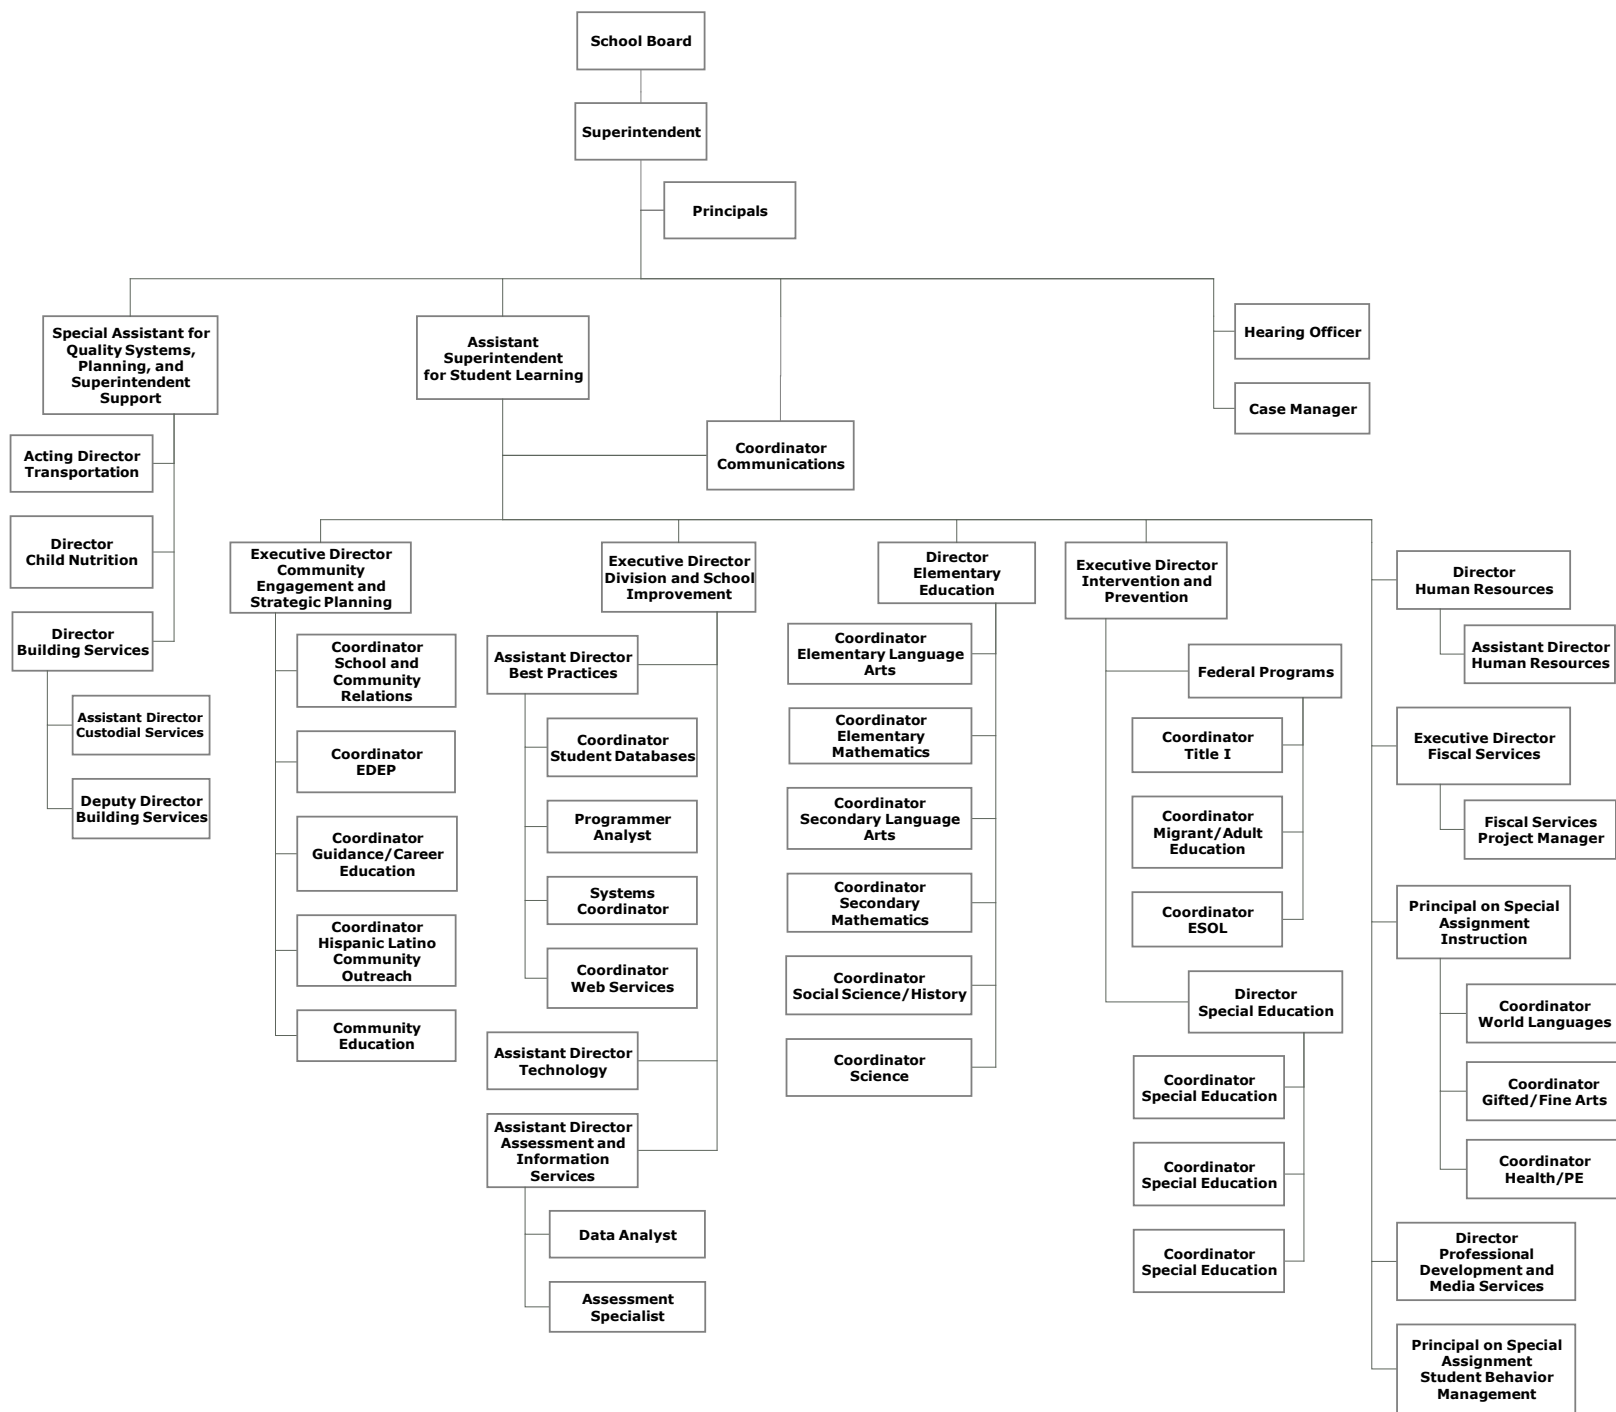 School Board
Superintendent
Principals
Special Assistant for
Quality Systems,
Planning, and
Superintendent
Support
Assistant
Superintendent
for Student Learning
Hearing Officer
Case Manager
Coordinator
Communications
Acting Director
Transportation
Director
Child Nutrition
Director
Building Services
Assistant Director
Custodial Services
Deputy Director
Building Services
Executive Director
Community
Engagement and
Strategic Planning
Coordinator
School and
Community
Relations
Coordinator
EDEP
Coordinator
Guidance/Career
Education
Coordinator
Hispanic Latino
Community
Outreach
Community
Education
Executive Director
Division and School
Improvement
Assistant Director
Best Practices
Coordinator
Student Databases
Programmer
Analyst
Systems
Coordinator
Coordinator
Web Services
Assistant Director
Technology
Assistant Director
Assessment and
Information
Services
Data Analyst
Assessment
Specialist
Director
Elementary
Education
Coordinator
Elementary Language
Arts
Coordinator
Elementary
Mathematics
Coordinator
Secondary Language
Arts
Coordinator
Secondary
Mathematics
Coordinator
Social Science/History
Coordinator
Science
Executive Director
Intervention and
Prevention
Federal Programs
Coordinator
Title I
Coordinator
Migrant/Adult
Education
Coordinator
ESOL
Director
Special Education
Coordinator
Special Education
Coordinator
Special Education
Coordinator
Special Education
Director
Human Resources
Assistant Director
Human Resources
Executive Director
Fiscal Services
Fiscal Services
Project Manager
Principal on Special
Assignment
Instruction
Coordinator
World Languages
Coordinator
Gifted/Fine Arts
Coordinator
Health/PE
Director
Professional
Development and
Media Services
Principal on Special
Assignment
Student Behavior
Management